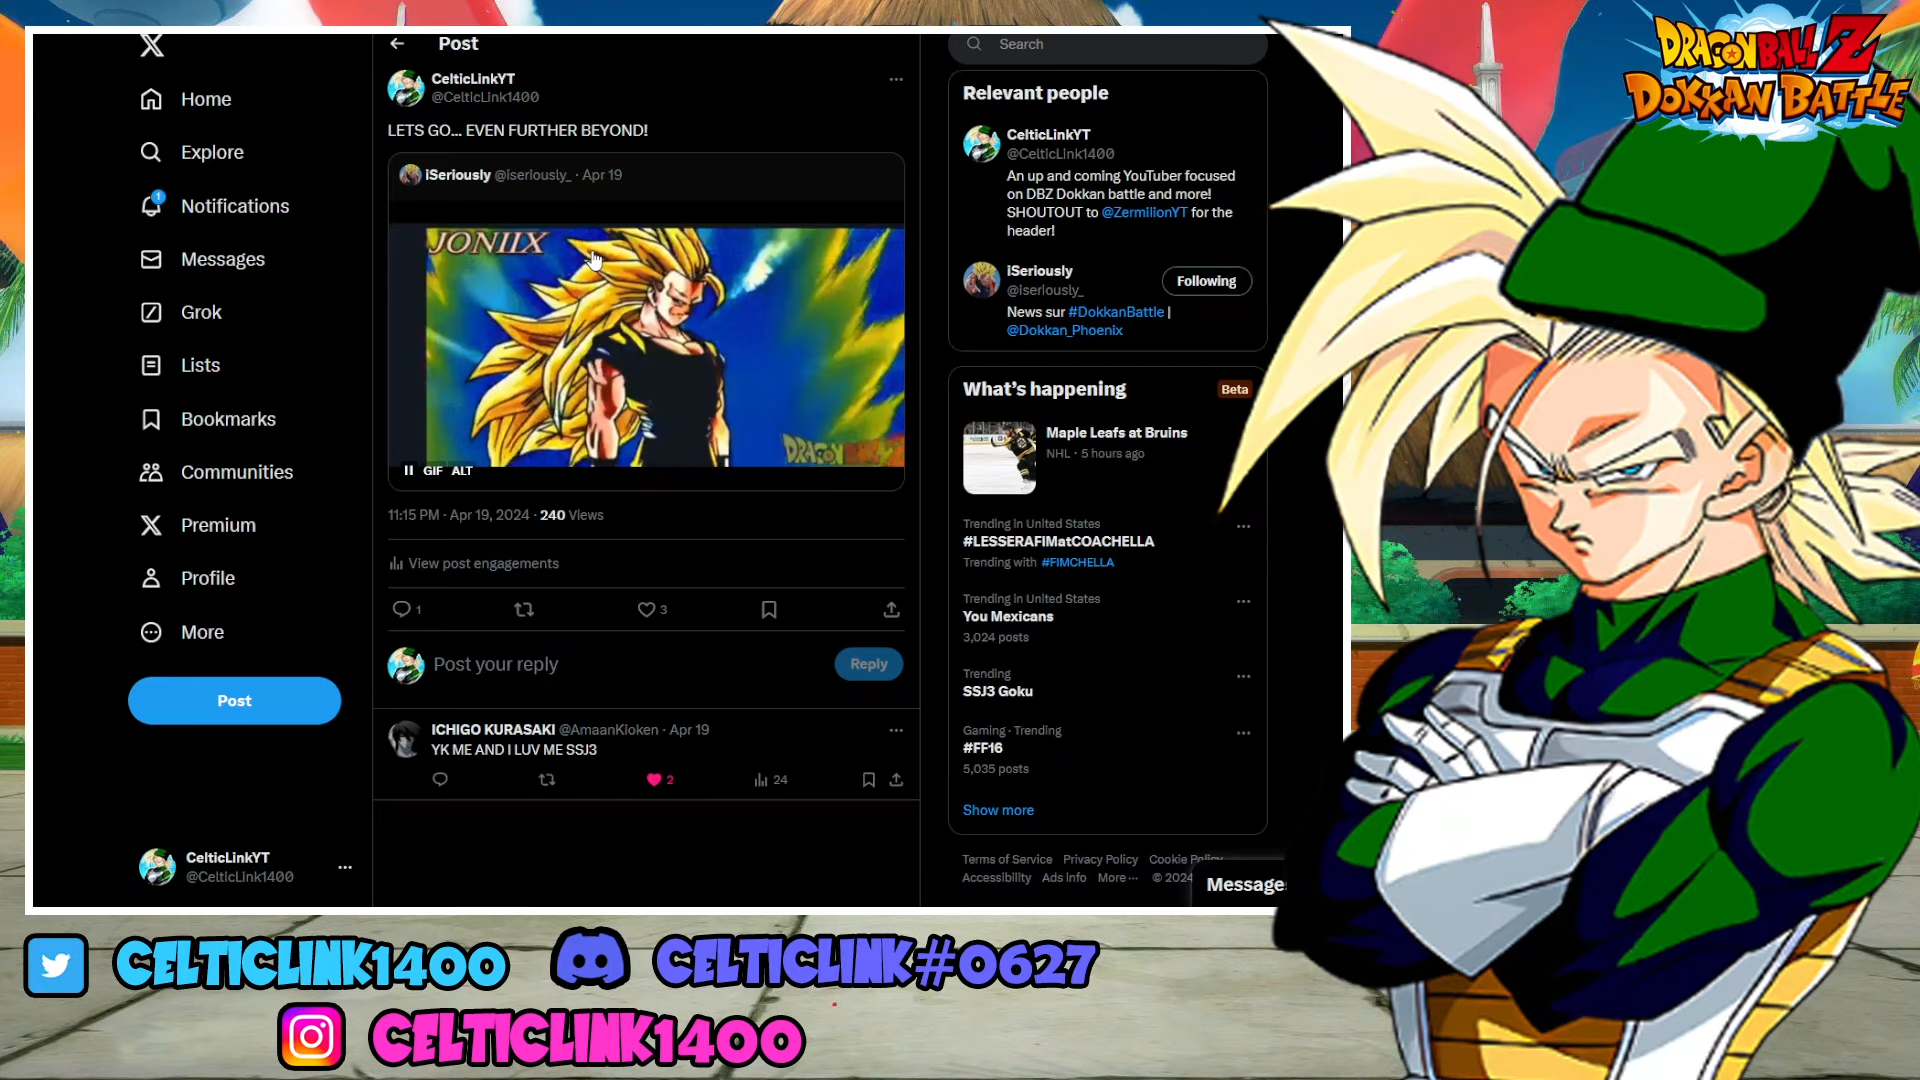 Home
Explore
1
Notifications
Messages
Grok
Lists
Bookmarks
Communities
Premium
Profile
More
Post
CelticLinkYT
@CelticLink1400
Post
CelticLinkYT
@CelticLink1400
LETS GO... EVEN FURTHER BEYOND!
iSeriously @iseriously_ · Apr 19
JONIIX
DRAGONBALL Z
GIF ALT
11:15 PM · Apr 19, 2024 · 240 Views
View post engagements
1
3
Post your reply
Reply
ICHIGO KURASAKI @AmaanKioken · Apr 19
YK ME AND I LUV ME SSJ3
2
24
Search
Relevant people
CelticLinkYT
@CelticLink1400
An up and coming YouTuber focused
on DBZ Dokkan battle and more!
SHOUTOUT to @ZermilionYT for the
header!
iSeriously
@iseriously_
Following
News sur #DokkanBattle |
@Dokkan_Phoenix
What's happening
Beta
Maple Leafs at Bruins
NHL · 5 hours ago
Trending in United States
#LESSERAFIMatCOACHELLA
Trending with #FIMCHELLA
Trending in United States
You Mexicans
3,024 posts
Trending
SSJ3 Goku
Gaming · Trending
#FF16
5,035 posts
Show more
Terms of Service Privacy Policy Cookie Policy
Accessibility Ads info More ··· © 2024
Message
DRAGONBALL Z
DOKKAN BATTLE
CELTICLINK1400
CELTICLINK#0627
CELTICLINK1400